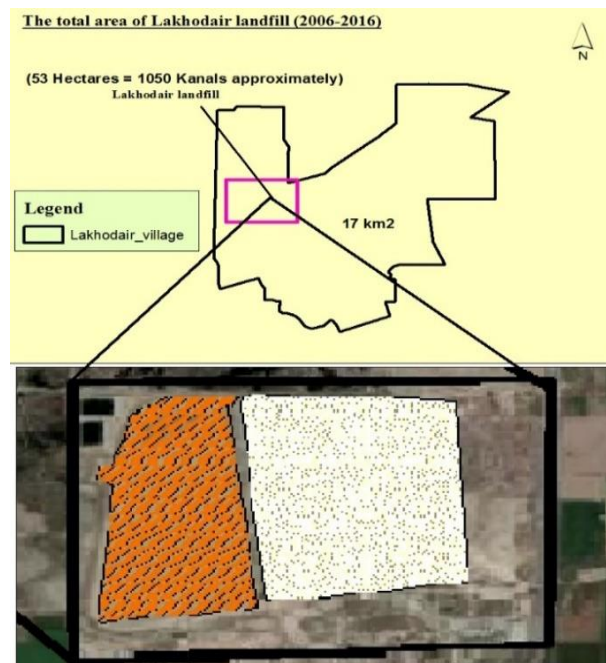 The total area of Lakhodair landfill (2006-2016)
N
(53 Hectares = 1050 Kanals approximately)
Lakhodair landfill
17 km2
Legend
Lakhodair_village